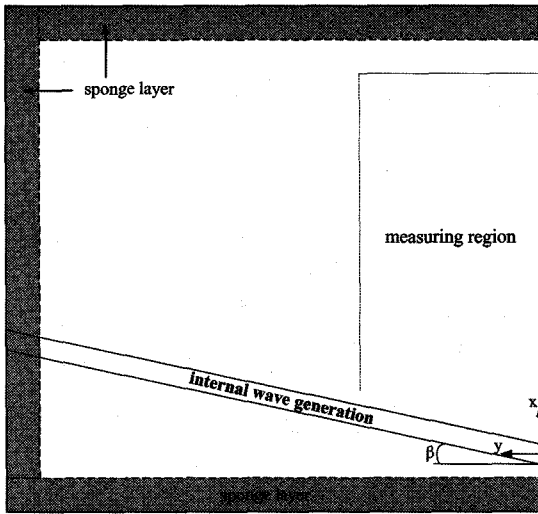 sponge layer
measuring region
internal wave generation
x
y
β
sponge layer